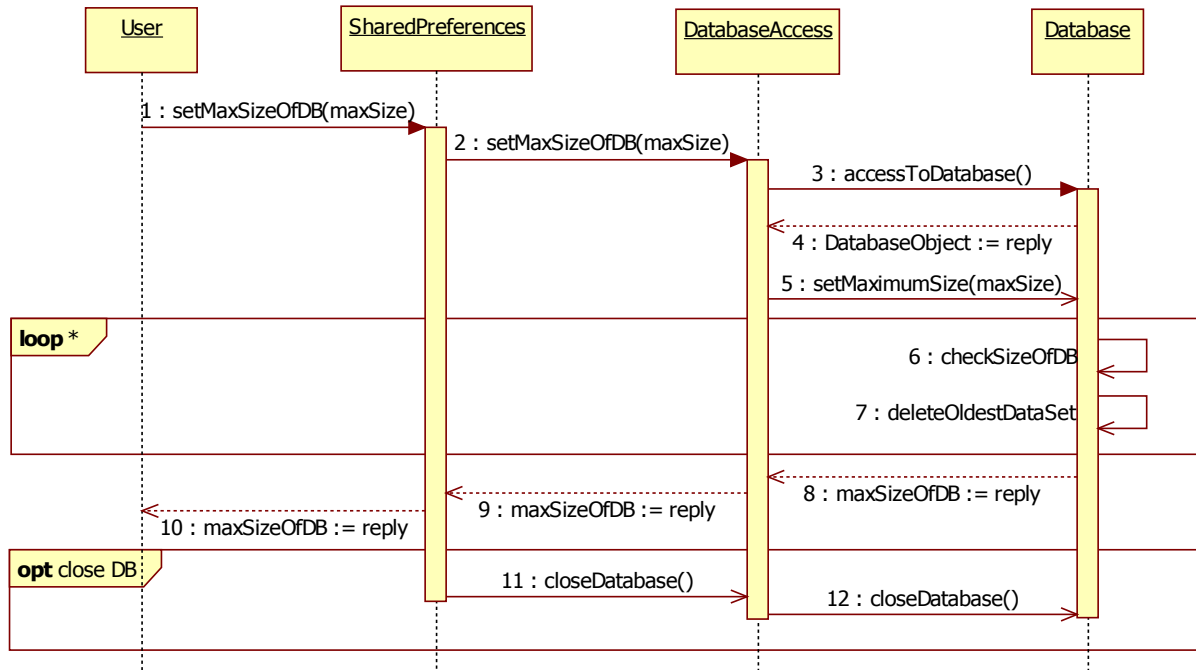 User
SharedPreferences
DatabaseAccess
Database
1 : setMaxSizeOfDB(maxSize)
2 : setMaxSizeOfDB(maxSize)
3 : accessToDatabase()
4 : DatabaseObject := reply
5 : setMaximumSize(maxSize)
loop *
6 : checkSizeOfDB
7 : deleteOldestDataSet
8 : maxSizeOfDB := reply
9 : maxSizeOfDB := reply
10 : maxSizeOfDB := reply
opt close DB
11 : closeDatabase()
12 : closeDatabase()